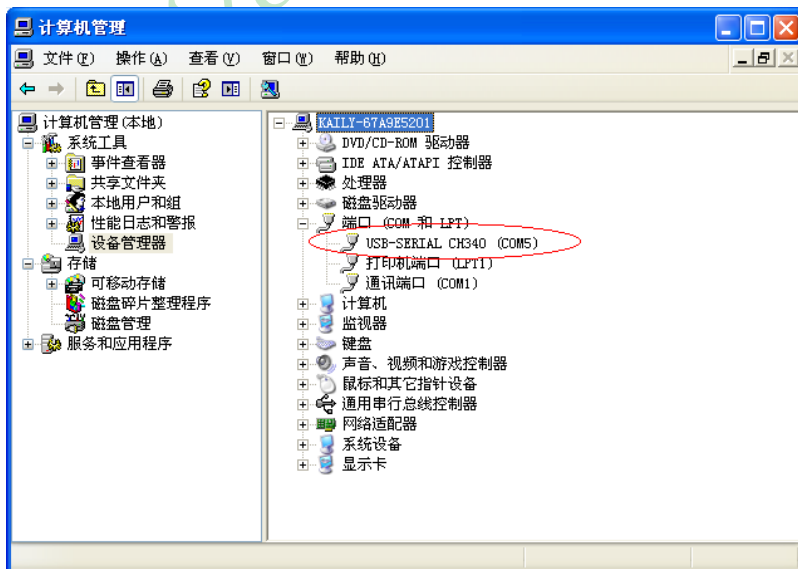 计算机管理
文件(F) 操作(A) 查看(V) 窗口(W) 帮助(H)
计算机管理(本地)
系统工具
事件查看器
共享文件夹
本地用户和组
性能日志和警报
设备管理器
存储
可移动存储
磁盘碎片整理程序
磁盘管理
服务和应用程序
KAILY-67A9E5201
DVD/CD-ROM 驱动器
IDE ATA/ATAPI 控制器
处理器
磁盘驱动器
端口 (COM 和 LPT)
USB-SERIAL CH340 (COM5)
打印机端口 (LPT1)
通讯端口 (COM1)
计算机
监视器
键盘
声音、视频和游戏控制器
鼠标和其它指针设备
通用串行总线控制器
网络适配器
系统设备
显示卡